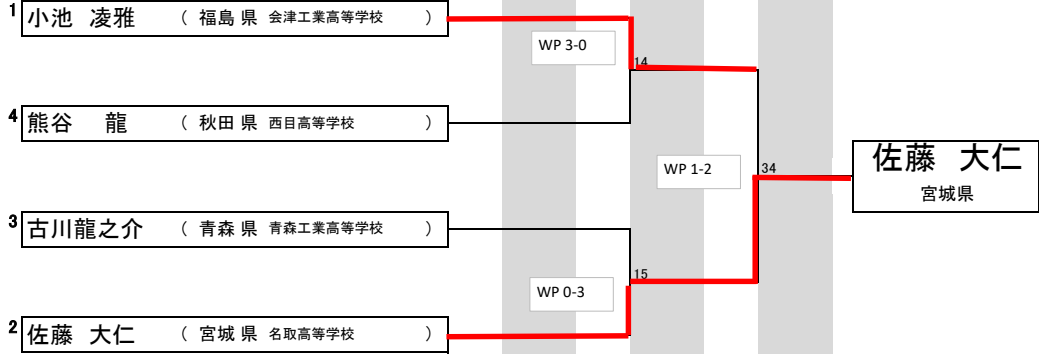 1 小池 凌雅 ( 福島 県 会津工業高等学校 )
WP 3-0
14
4 熊谷 龍 ( 秋田 県 西目高等学校 )
WP 1-2
34
佐藤 大仁
宮城県
3 古川龍之介 ( 青森 県 青森工業高等学校 )
15
WP 0-3
2 佐藤 大仁 ( 宮城 県 名取高等学校 )